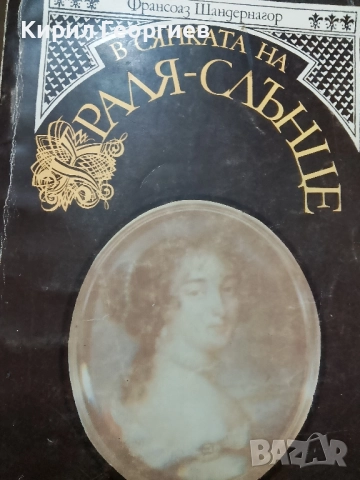 Франсоаз Шандернагор
Кирил Георгиев
В СЯНКАТА НА
КРАЛЯ-СЛЪНЦЕ
BAZAR